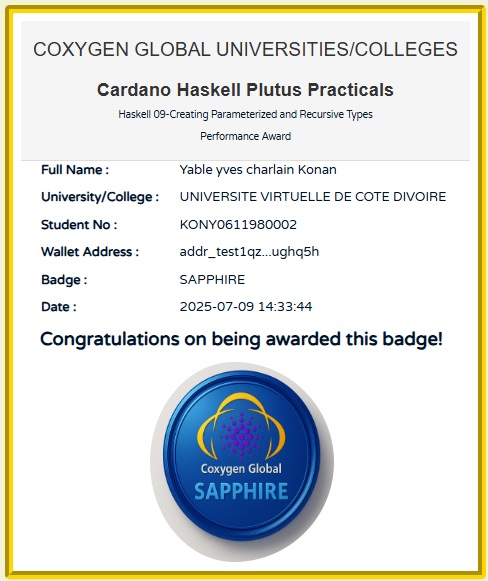 COXYGEN GLOBAL UNIVERSITIES/COLLEGES
Cardano Haskell Plutus Practicals
Haskell 09-Creating Parameterized and Recursive Types
Performance Award
Full Name : Yable yves charlain Konan
University/College : UNIVERSITE VIRTUELLE DE COTE DIVOIRE
Student No : KONY0611980002
Wallet Address : addr_test1qz...ughq5h
Badge : SAPPHIRE
Date : 2025-07-09 14:33:44
Congratulations on being awarded this badge!
Coxygen Global
SAPPHIRE